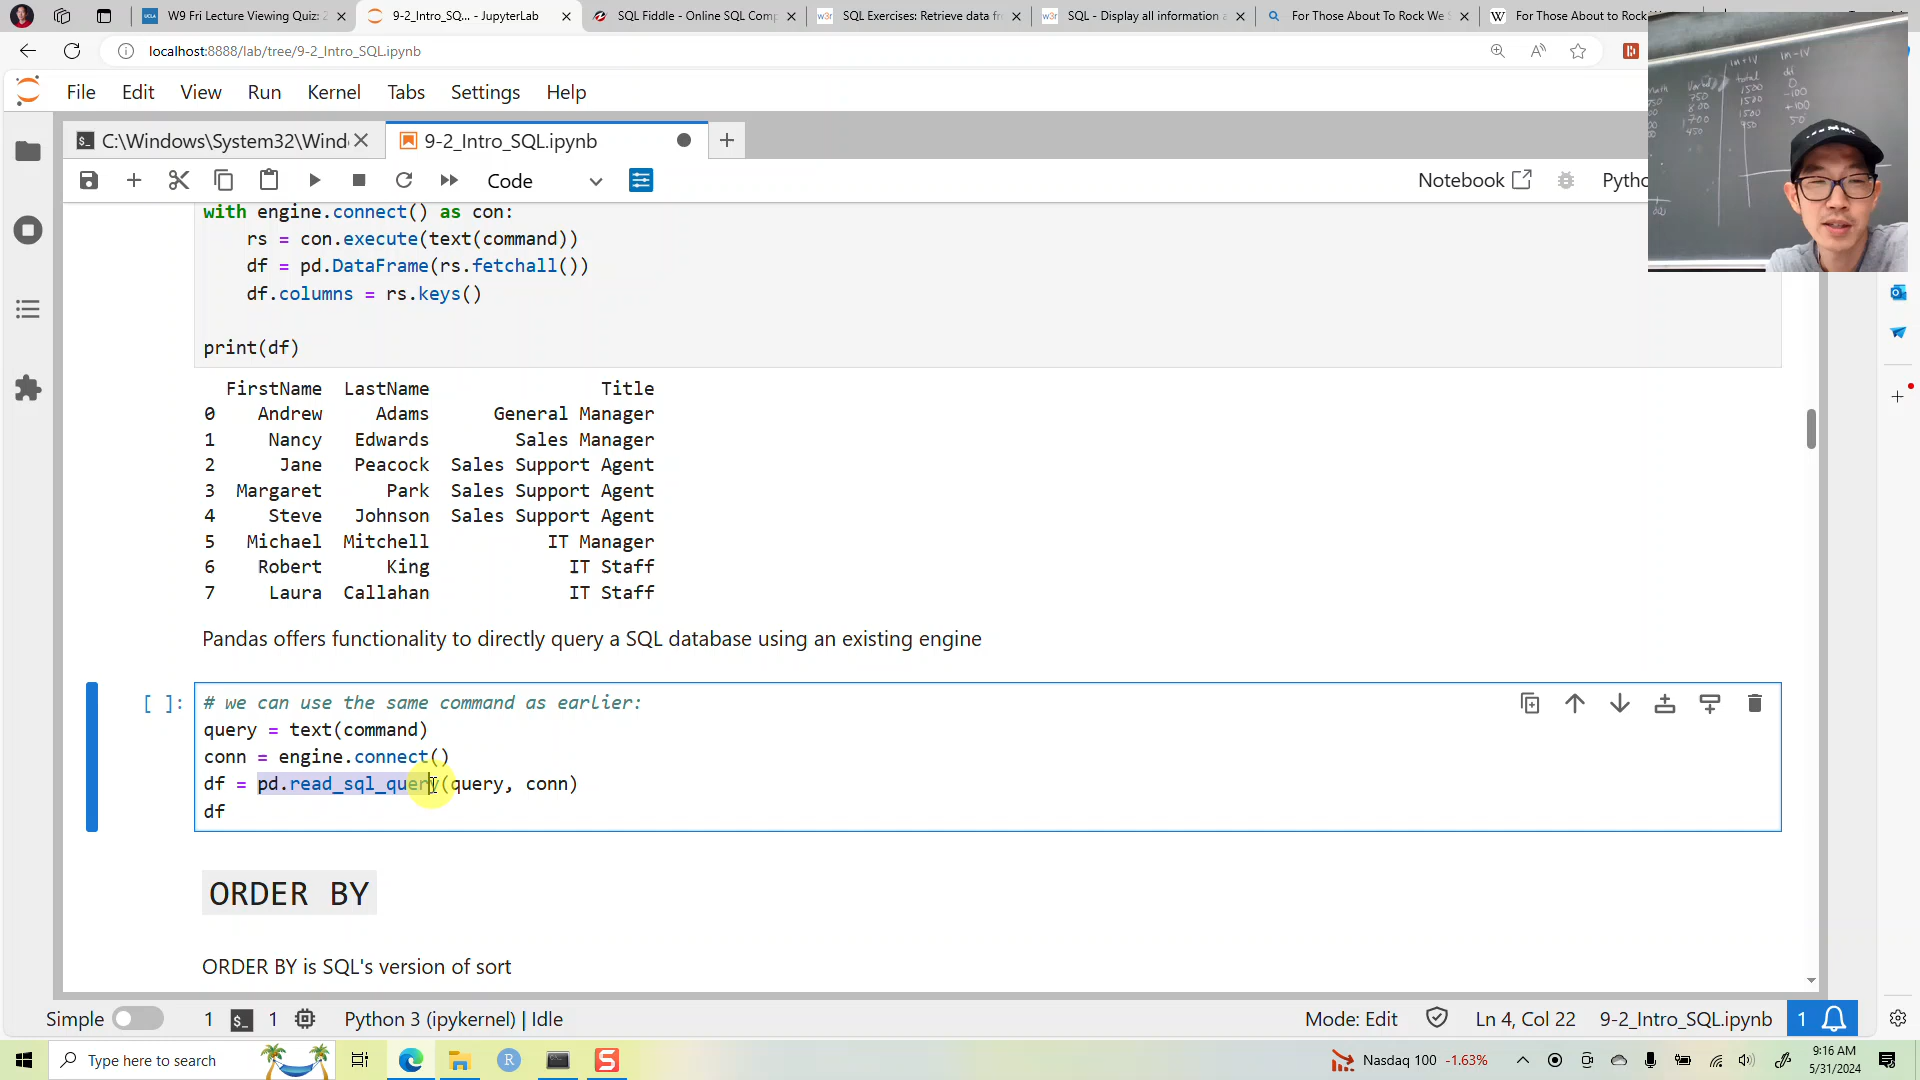 W9 Fri Lecture Viewing Quiz: 2
9-2_Intro_SQ... - JupyterLab
SQL Fiddle - Online SQL Comp
SQL Exercises: Retrieve data fr
SQL - Display all information
For Those About To Rock We S
For Those About to Rock
localhost:8888/lab/tree/9-2_Intro_SQL.ipynb
File Edit View Run Kernel Tabs Settings Help
C:\Windows\System32\Wind
9-2_Intro_SQL.ipynb
Code
Notebook
Pytho
with engine.connect() as con:
rs = con.execute(text(command))
df = pd.DataFrame(rs.fetchall())
df.columns = rs.keys()
print(df)
FirstName LastName Title
0 Andrew Adams General Manager
1 Nancy Edwards Sales Manager
2 Jane Peacock Sales Support Agent
3 Margaret Park Sales Support Agent
4 Steve Johnson Sales Support Agent
5 Michael Mitchell IT Manager
6 Robert King IT Staff
7 Laura Callahan IT Staff
Pandas offers functionality to directly query a SQL database using an existing engine
[ ]:
# we can use the same command as earlier:
query = text(command)
conn = engine.connect()
df = pd.read_sql_query(query, conn)
df
ORDER BY
ORDER BY is SQL's version of sort
Simple 1 1 Python 3 (ipykernel) | Idle Mode: Edit Ln 4, Col 22 9-2_Intro_SQL.ipynb 1
Type here to search
Nasdaq 100 -1.63%
9:16 AM
5/31/2024